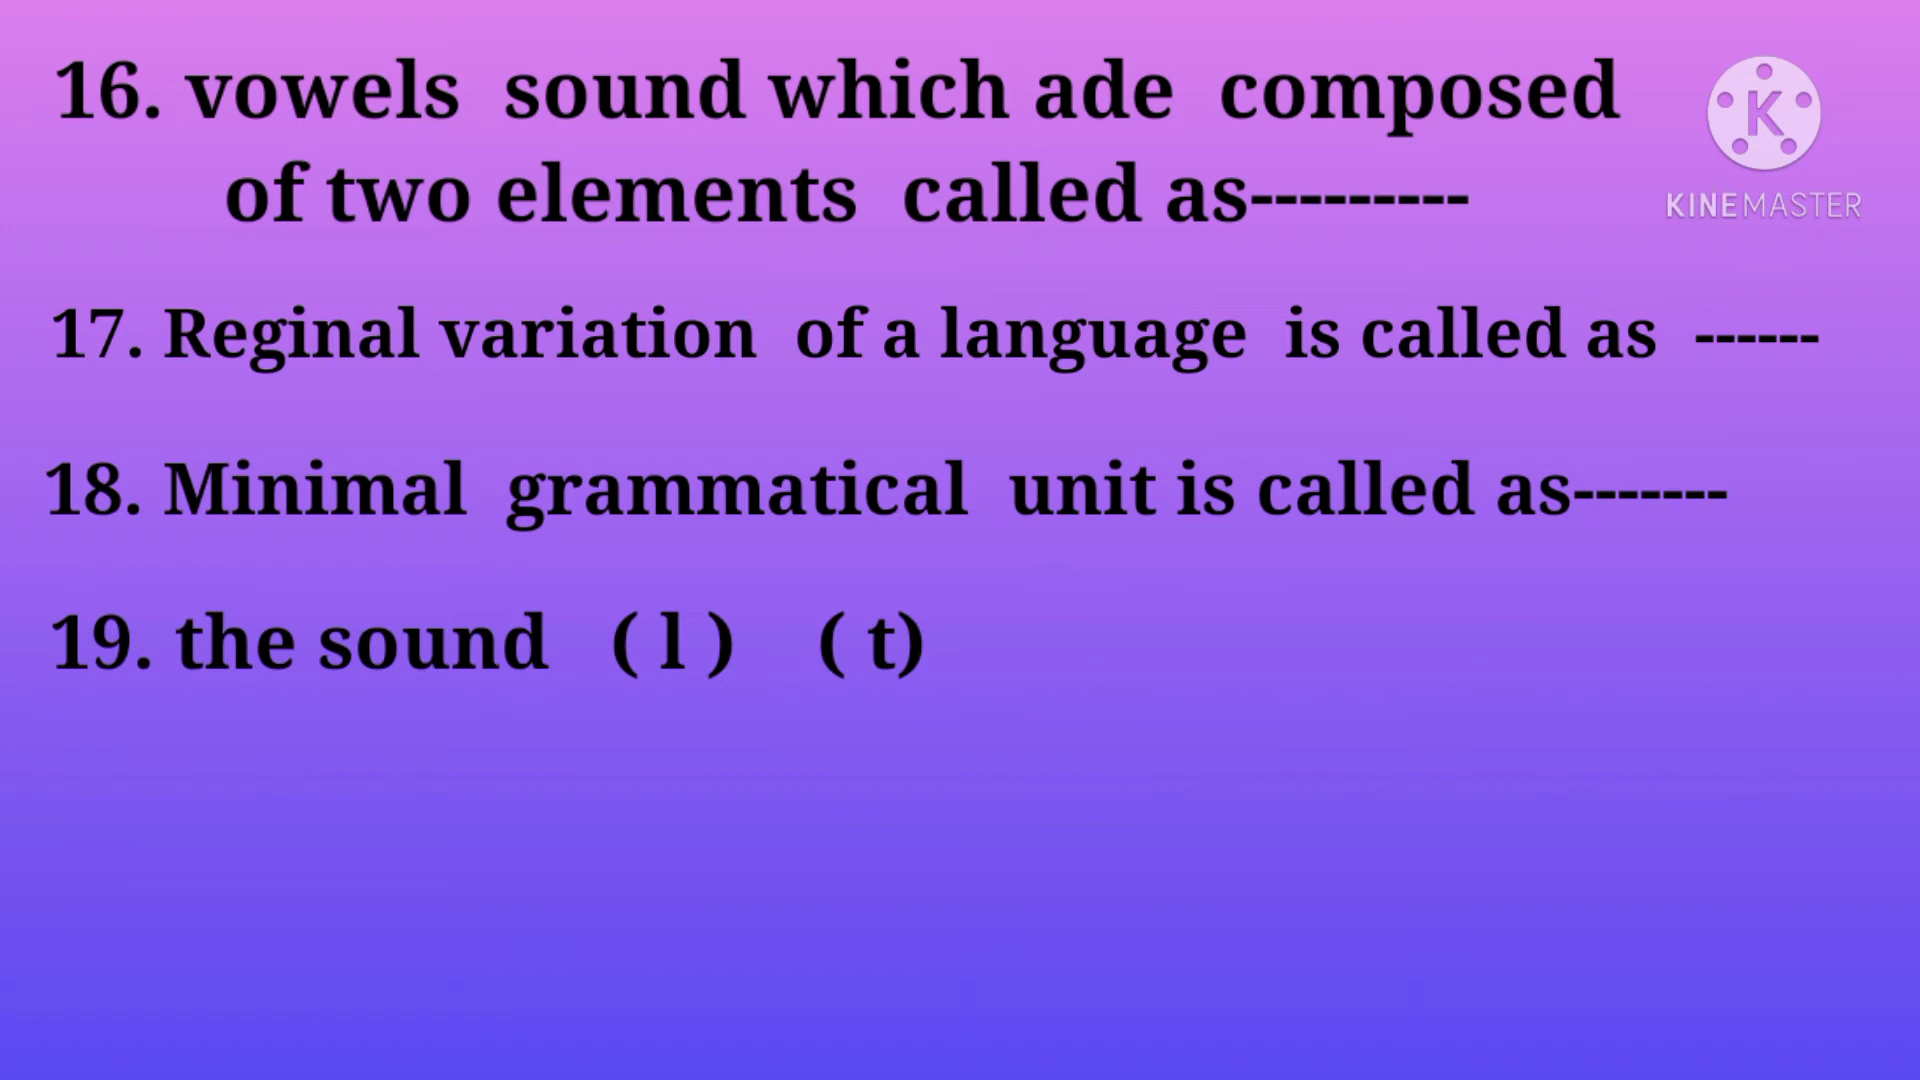 16. vowels sound which ade composed
of two elements called as---------
17. Reginal variation of a language is called as ------
18. Minimal grammatical unit is called as-------
19. the sound ( l ) ( t)
K
KINEMASTER